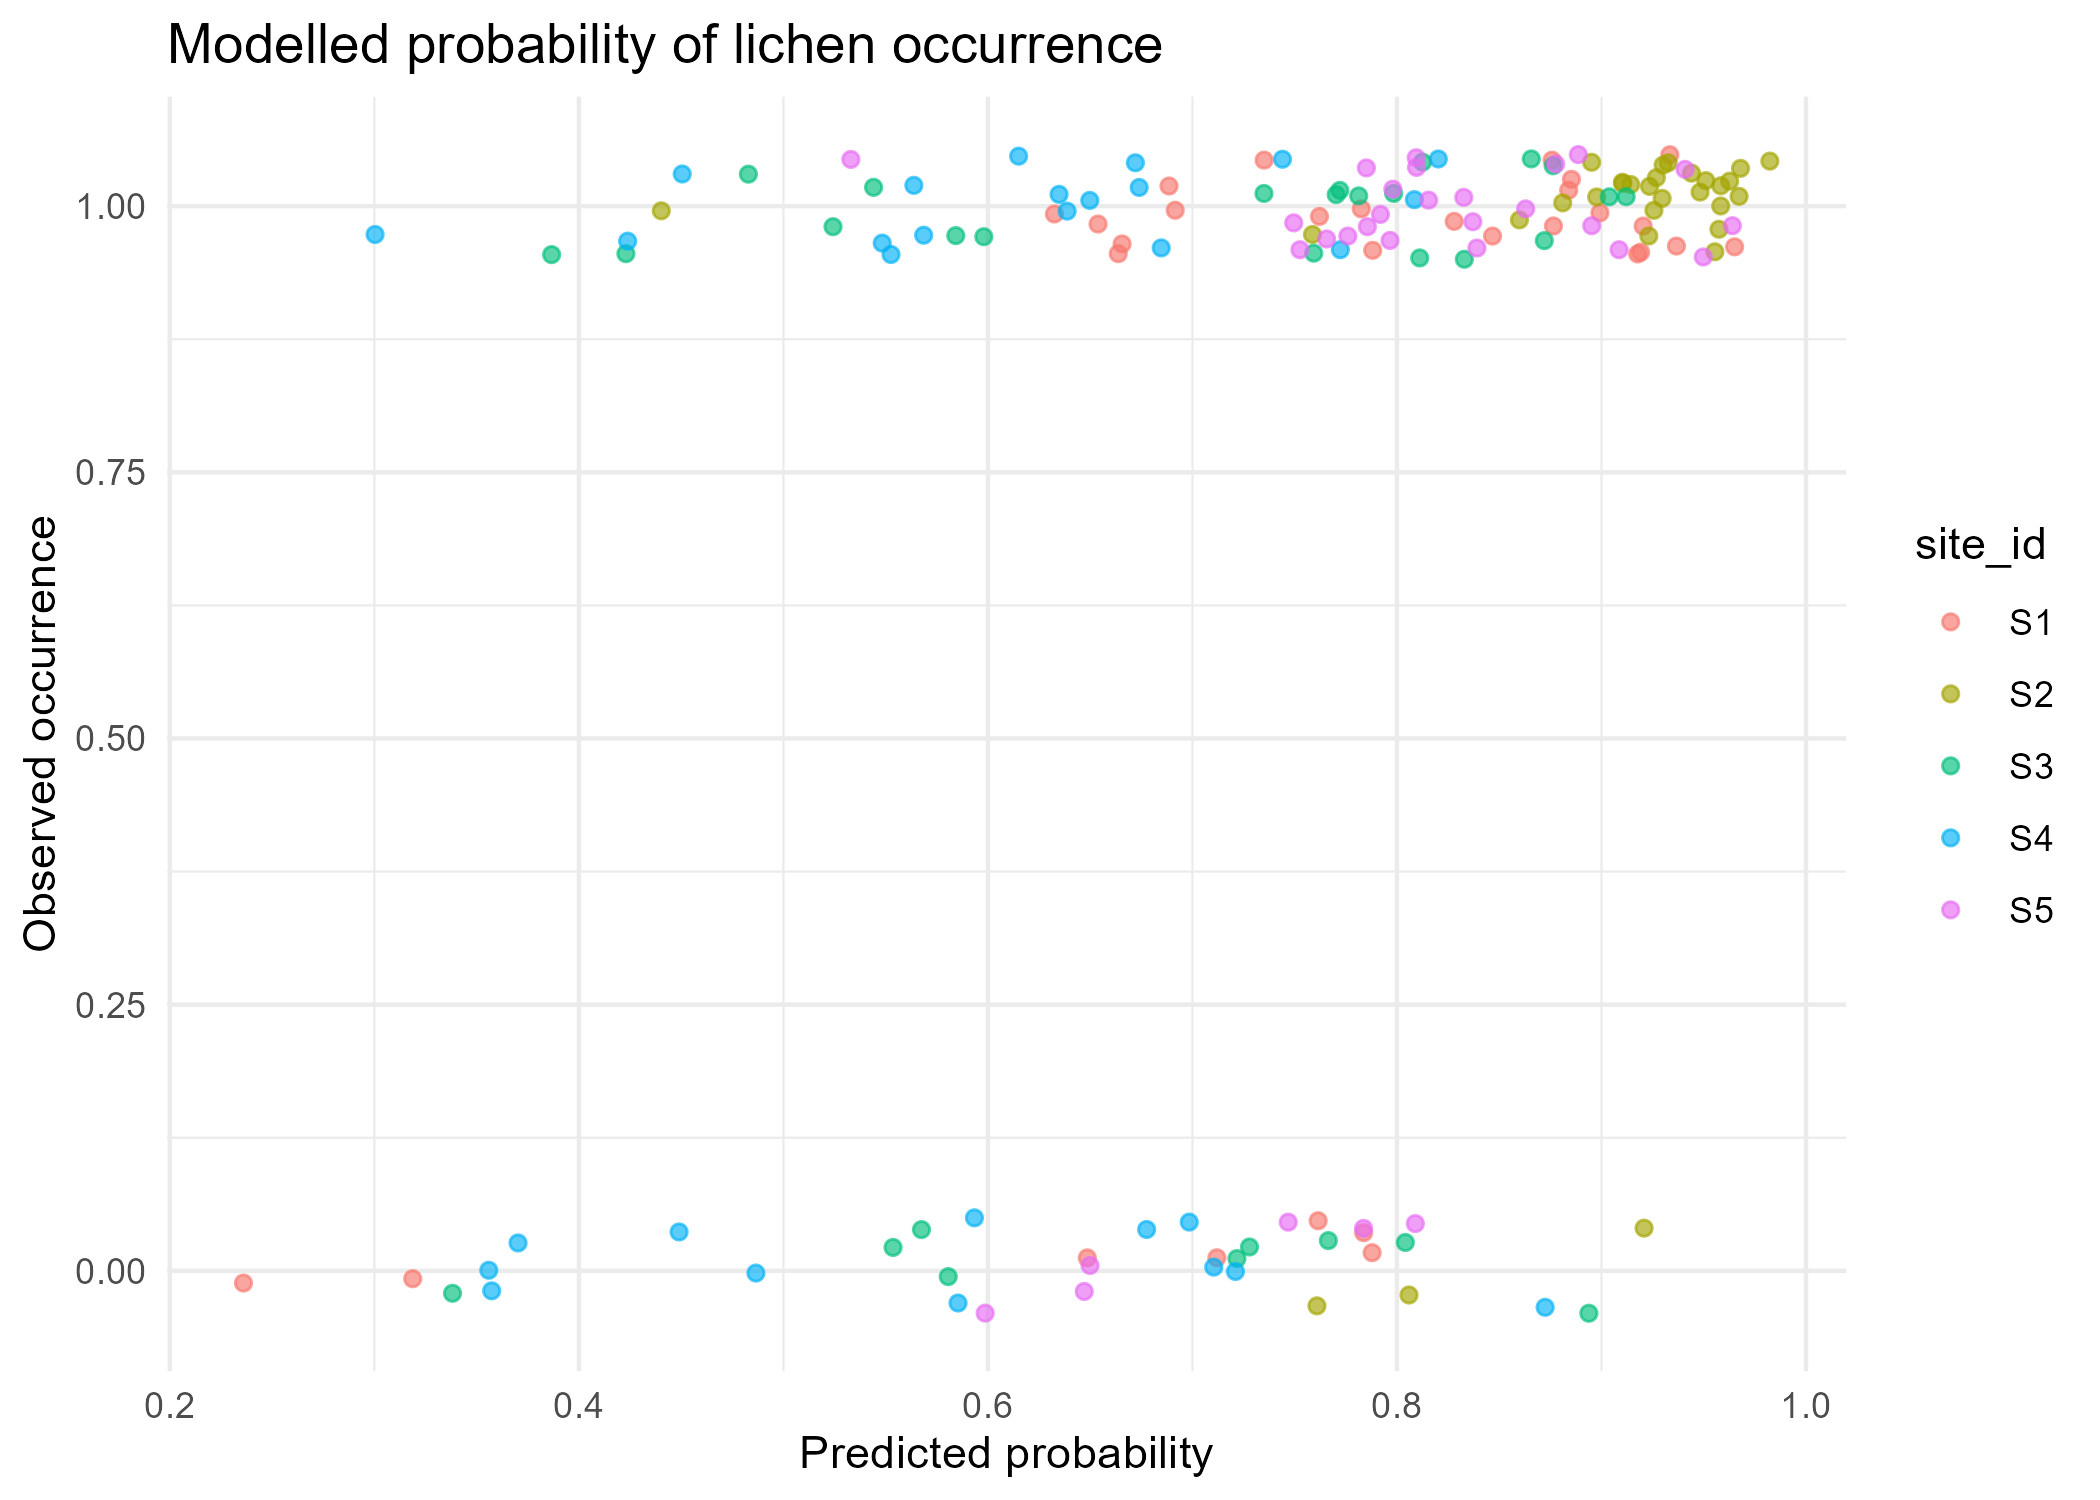 Modelled probability of lichen occurrence
Observed occurrence
1.00
0.75
0.50
0.25
0.00
0.2 0.4 0.6 0.8 1.0
Predicted probability
site_id
S1
S2
S3
S4
S5